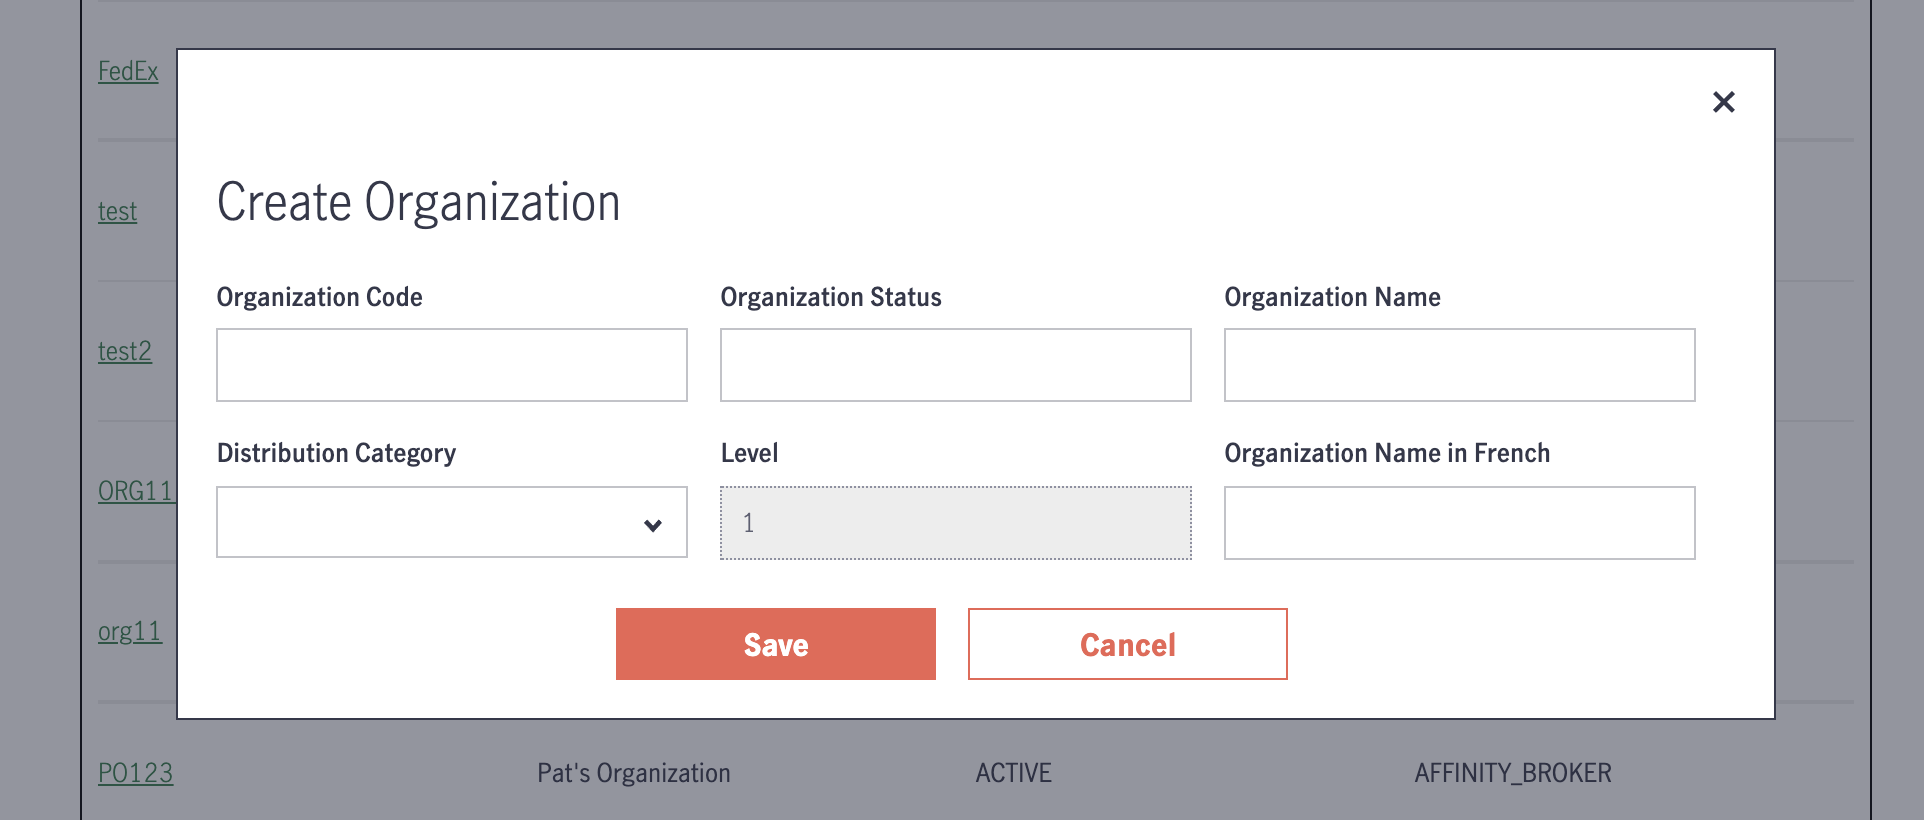 FedEx
test
test2
ORG11
org11
Create Organization
Organization Code
Organization Status
Organization Name
Distribution Category
Level
Organization Name in French
1
Save
Cancel
PO123
Pat's Organization
ACTIVE
AFFINITY_BROKER